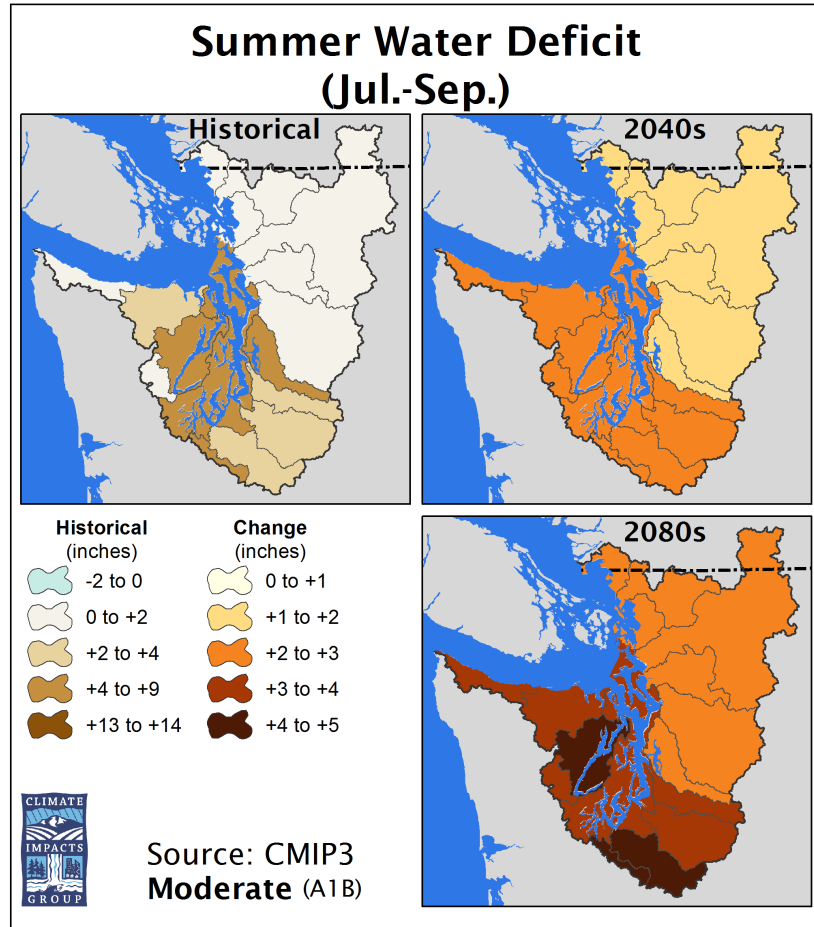 Summer Water Deficit
(Jul.-Sep.)
Historical
2040s
2080s
Historical
(inches)
-2 to 0
0 to +2
+2 to +4
+4 to +9
+13 to +14
Change
(inches)
0 to +1
+1 to +2
+2 to +3
+3 to +4
+4 to +5
CLIMATE
IMPACTS
GROUP
Source: CMIP3
Moderate (A1B)